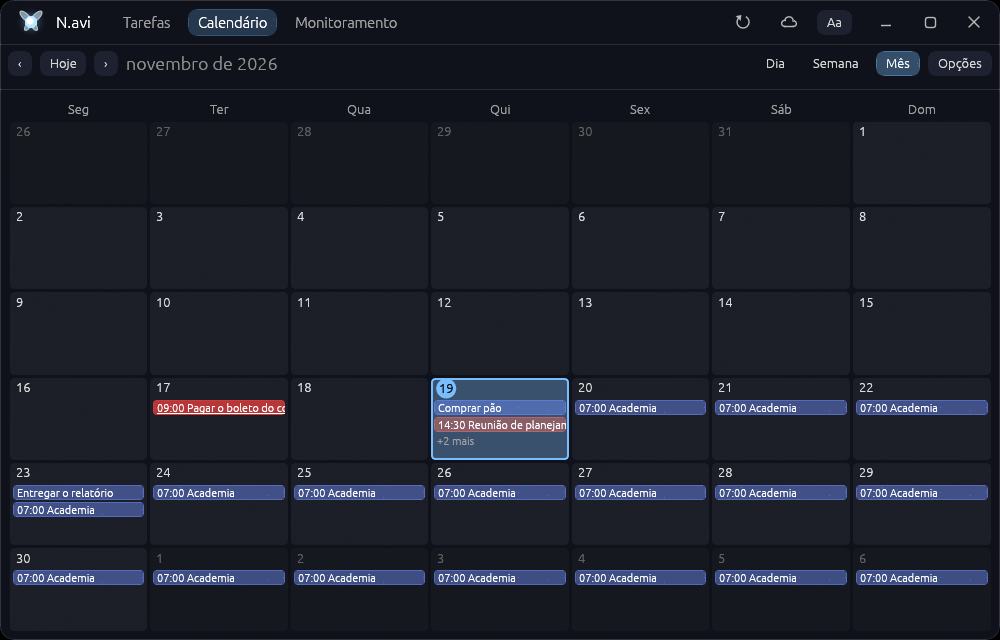 N.avi Tarefas Calendário Monitoramento Aa
‹ Hoje › novembro de 2026 Dia Semana Mês Opções
Seg Ter Qua Qui Sex Sáb Dom
26 27 28 29 30 31 1
2 3 4 5 6 7 8
9 10 11 12 13 14 15
16 17 18 19 20 21 22
09:00 Pagar o boleto do co Comprar pão 07:00 Academia 07:00 Academia 07:00 Academia
14:30 Reunião de planejan
+2 mais
23 24 25 26 27 28 29
Entregar o relatório 07:00 Academia 07:00 Academia 07:00 Academia 07:00 Academia 07:00 Academia 07:00 Academia
07:00 Academia
30 1 2 3 4 5 6
07:00 Academia 07:00 Academia 07:00 Academia 07:00 Academia 07:00 Academia 07:00 Academia 07:00 Academia